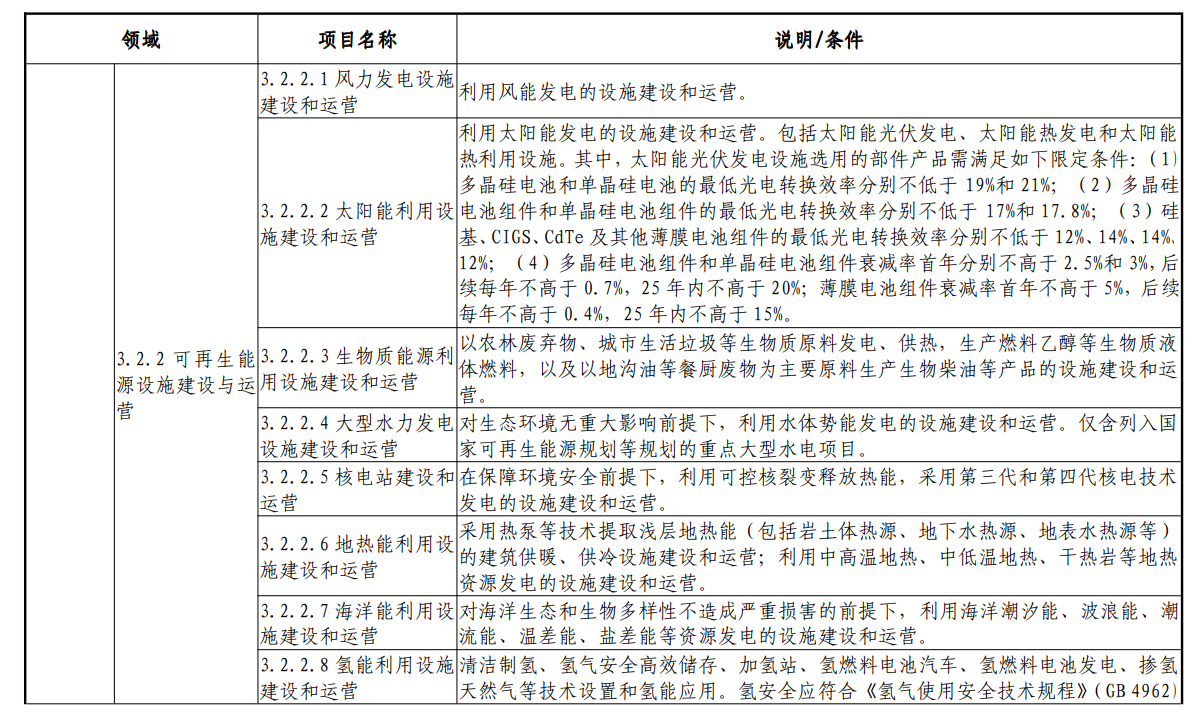 领域 项目名称 说明/条件
3.2.2 可再生能
源设施建设与运
营
3.2.2.1 风力发电设施
建设和运营
利用风能发电的设施建设和运营。
3.2.2.2 太阳能利用设
施建设和运营
利用太阳能发电的设施建设和运营。包括太阳能光伏发电、太阳能热发电和太阳能
热利用设施。其中，太阳能光伏发电设施选用的部件产品需满足如下限定条件：（1）
多晶硅电池和单晶硅电池的最低光电转换效率分别不低于 19%和 21%；（2）多晶硅
电池组件和单晶硅电池组件的最低光电转换效率分别不低于 17%和 17.8%；（3）硅
基、CIGS、CdTe 及其他薄膜电池组件的最低光电转换效率分别不低于 12%、14%、14%、
12%；（4）多晶硅电池组件和单晶硅电池组件衰减率首年分别不高于 2.5%和 3%，后
续每年不高于 0.7%，25 年内不高于 20%；薄膜电池组件衰减率首年不高于 5%，后续
每年不高于 0.4%，25 年内不高于 15%。
3.2.2.3 生物质能源利
用设施建设和运营
以农林废弃物、城市生活垃圾等生物质原料发电、供热，生产燃料乙醇等生物质液
体燃料，以及以地沟油等餐厨废物为主要原料生产生物柴油等产品的设施建设和运
营。
3.2.2.4 大型水力发电
设施建设和运营
对生态环境无重大影响前提下，利用水体势能发电的设施建设和运营。仅含列入国
家可再生能源规划等规划的重点大型水电项目。
3.2.2.5 核电站建设和
运营
在保障环境安全前提下，利用可控核裂变释放热能，采用第三代和第四代核电技术
发电的设施建设和运营。
3.2.2.6 地热能利用设
施建设和运营
采用热泵等技术提取浅层地热能（包括岩土体热源、地下水热源、地表水热源等）
的建筑供暖、供冷设施建设和运营；利用中高温地热、中低温地热、干热岩等地热
资源发电的设施建设和运营。
3.2.2.7 海洋能利用设
施建设和运营
对海洋生态和生物多样性不造成严重损害的前提下，利用海洋潮汐能、波浪能、潮
流能、温差能、盐差能等资源发电的设施建设和运营。
3.2.2.8 氢能利用设施
建设和运营
清洁制氢、氢气安全高效储存、加氢站、氢燃料电池汽车、氢燃料电池发电、掺氢
天然气等技术设置和氢能应用。氢安全应符合《氢气使用安全技术规程》（GB 4962）